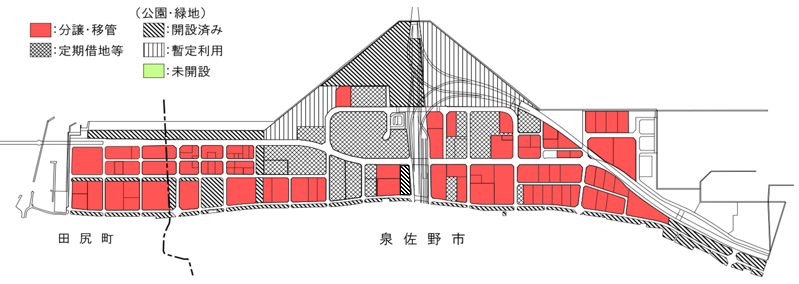 （公園・緑地）
：分譲・移管
：開設済み
：定期借地等
：暫定利用
：未開設
田尻町
泉佐野市